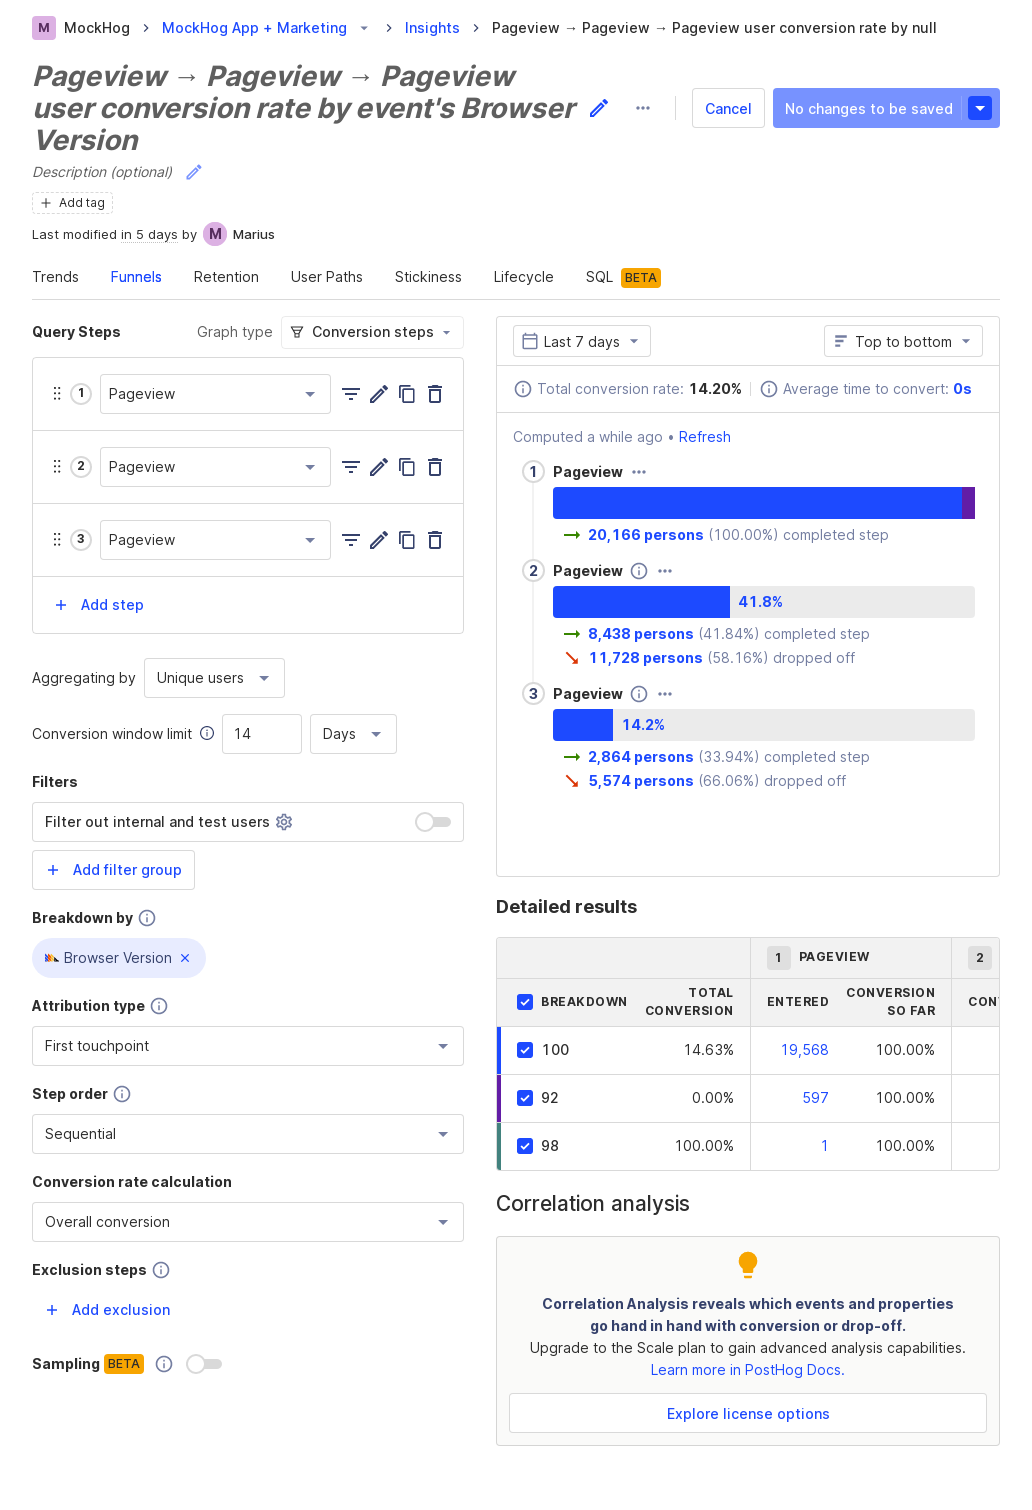 M MockHog > MockHog App + Marketing > Insights > Pageview → Pageview → Pageview user conversion rate by null
Pageview → Pageview → Pageview
user conversion rate by event's Browser
Version
Cancel
No changes to be saved
Description (optional)
+ Add tag
Last modified in 5 days by M Marius
Trends Funnels Retention User Paths Stickiness Lifecycle SQL BETA
Query Steps Graph type Conversion steps
1 Pageview
2 Pageview
3 Pageview
+ Add step
Aggregating by Unique users
Conversion window limit 14 Days
Filters
Filter out internal and test users
+ Add filter group
Breakdown by
Browser Version ×
Attribution type
First touchpoint
Step order
Sequential
Conversion rate calculation
Overall conversion
Exclusion steps
+ Add exclusion
Sampling BETA
Last 7 days Top to bottom
Total conversion rate: 14.20% Average time to convert: 0s
Computed a while ago • Refresh
1 Pageview
→ 20,166 persons (100.00%) completed step
2 Pageview
41.8%
→ 8,438 persons (41.84%) completed step
↘ 11,728 persons (58.16%) dropped off
3 Pageview
14.2%
→ 2,864 persons (33.94%) completed step
↘ 5,574 persons (66.06%) dropped off
Detailed results
1 PAGEVIEW 2
BREAKDOWN TOTAL CONVERSION ENTERED CONVERSION SO FAR
100 14.63% 19,568 100.00%
92 0.00% 597 100.00%
98 100.00% 1 100.00%
Correlation analysis
Correlation Analysis reveals which events and properties
go hand in hand with conversion or drop-off.
Upgrade to the Scale plan to gain advanced analysis capabilities.
Learn more in PostHog Docs.
Explore license options